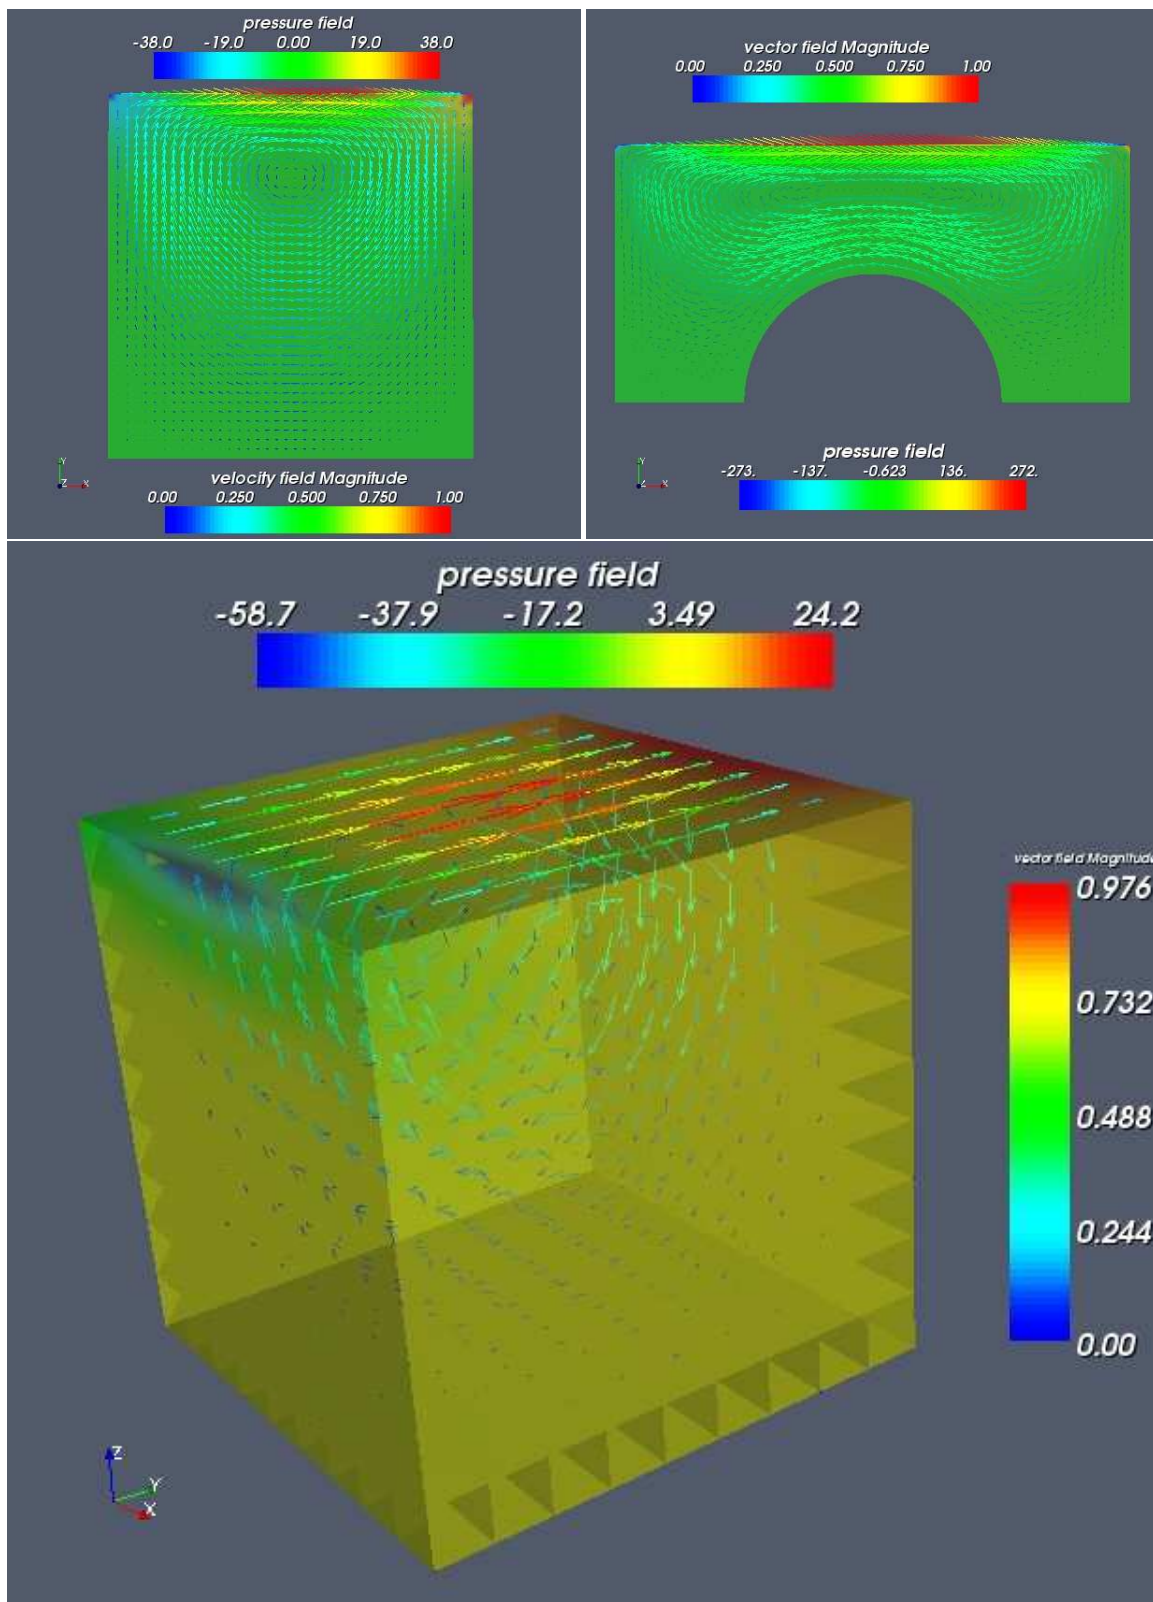 pressure field
-38.0 -19.0 0.00 19.0 38.0
Y
Z X
velocity field Magnitude
0.00 0.250 0.500 0.750 1.00
vector field Magnitude
0.00 0.250 0.500 0.750 1.00
Y
Z X
pressure field
-273. -137. -0.623 136. 272.
pressure field
-58.7 -37.9 -17.2 3.49 24.2
vector field Magnitude
0.976
0.732
0.488
0.244
0.00
Z
Y
X